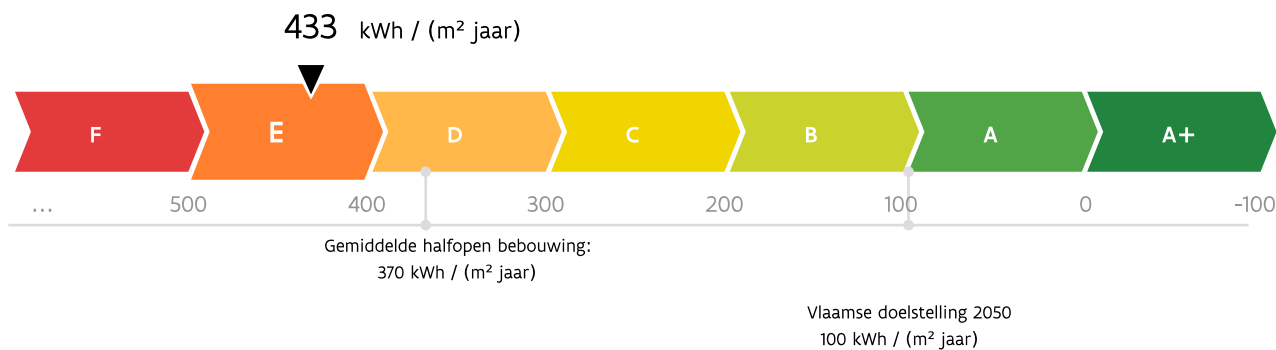 433 kWh / (m² jaar)
F E D C B A A+
... 500 400 300 200 100 0 -100
Gemiddelde halfopen bebouwing:
370 kWh / (m² jaar)
Vlaamse doelstelling 2050
100 kWh / (m² jaar)